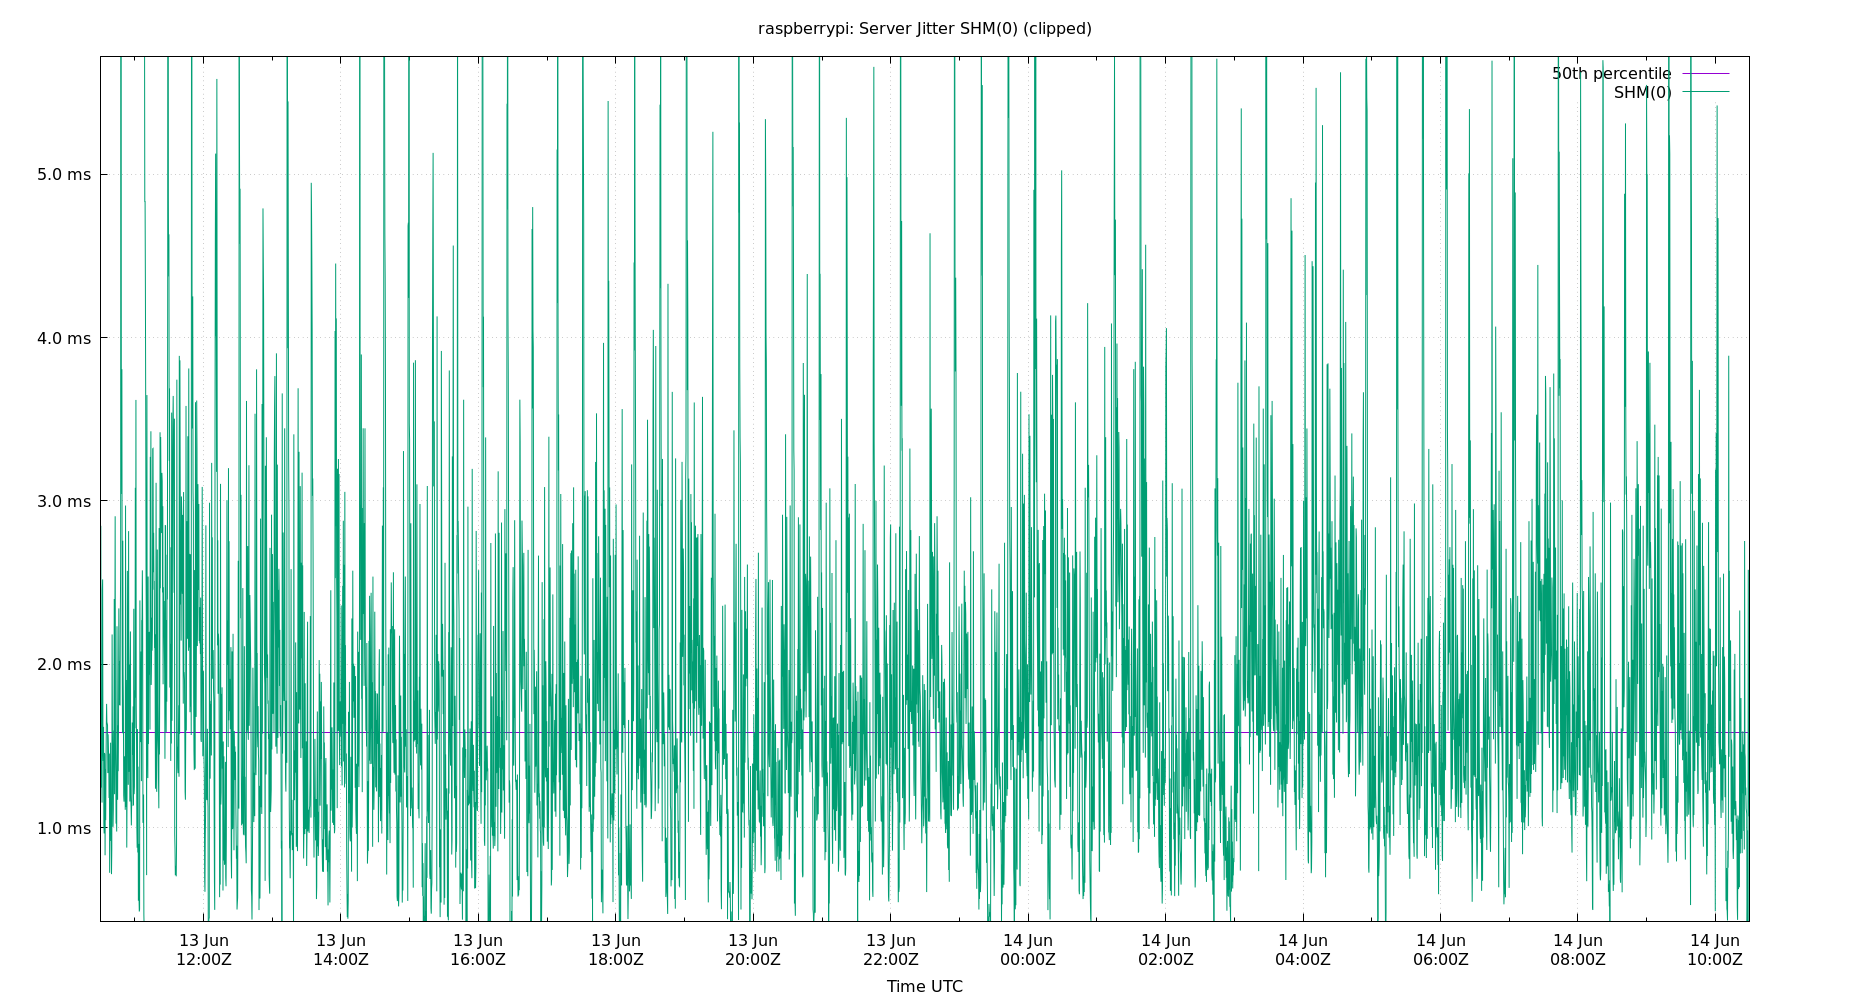 raspberrypi: Server Jitter SHM(0) (clipped)
50th percentile
SHM(0)
5.0 ms
4.0 ms
3.0 ms
2.0 ms
1.0 ms
13 Jun 13 Jun 13 Jun 13 Jun 13 Jun 13 Jun 14 Jun 14 Jun 14 Jun 14 Jun 14 Jun 14 Jun
12:00Z 14:00Z 16:00Z 18:00Z 20:00Z 22:00Z 00:00Z 02:00Z 04:00Z 06:00Z 08:00Z 10:00Z
Time UTC